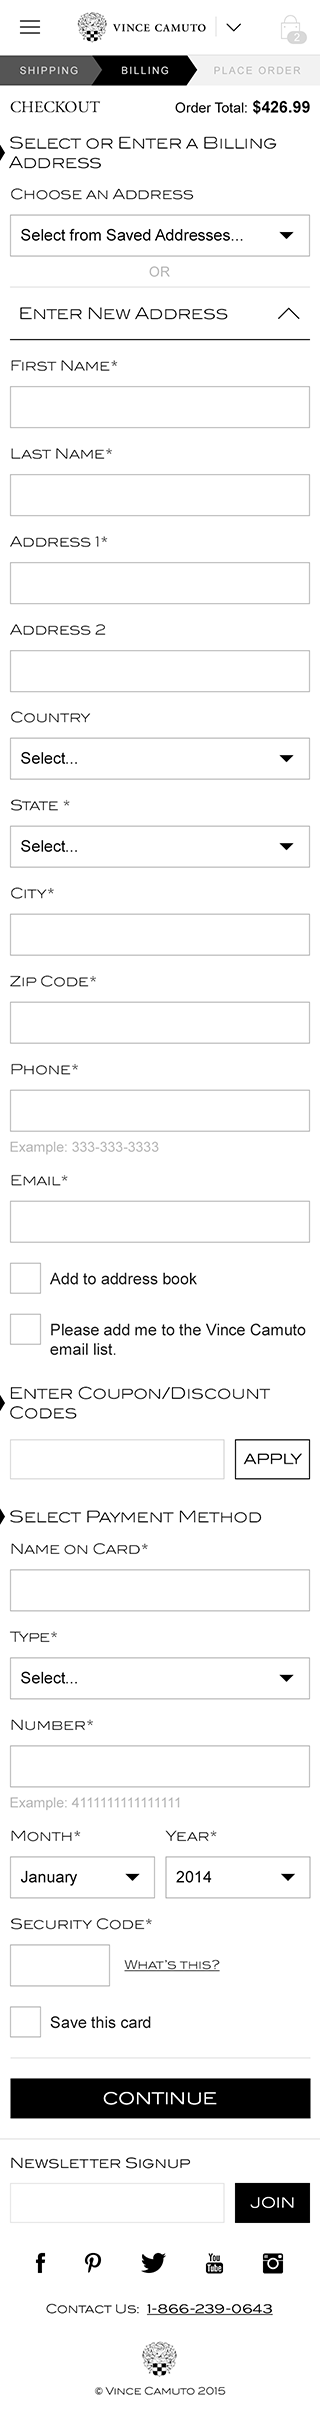 VINCE CAMUTO
2
SHIPPING BILLING PLACE ORDER
CHECKOUT Order Total: $426.99
SELECT OR ENTER A BILLING
ADDRESS
CHOOSE AN ADDRESS
Select from Saved Addresses...
OR
ENTER NEW ADDRESS
FIRST NAME*
LAST NAME*
ADDRESS 1*
ADDRESS 2
COUNTRY
Select...
STATE *
Select...
CITY*
ZIP CODE*
PHONE*
Example: 333-333-3333
EMAIL*
Add to address book
Please add me to the Vince Camuto
email list.
ENTER COUPON/DISCOUNT
CODES
APPLY
SELECT PAYMENT METHOD
NAME ON CARD*
TYPE*
Select...
NUMBER*
Example: 4111111111111111
MONTH* YEAR*
January 2014
SECURITY CODE*
WHAT'S THIS?
Save this card
CONTINUE
NEWSLETTER SIGNUP
JOIN
You
Tube
CONTACT US: 1-866-239-0643
© VINCE CAMUTO 2015